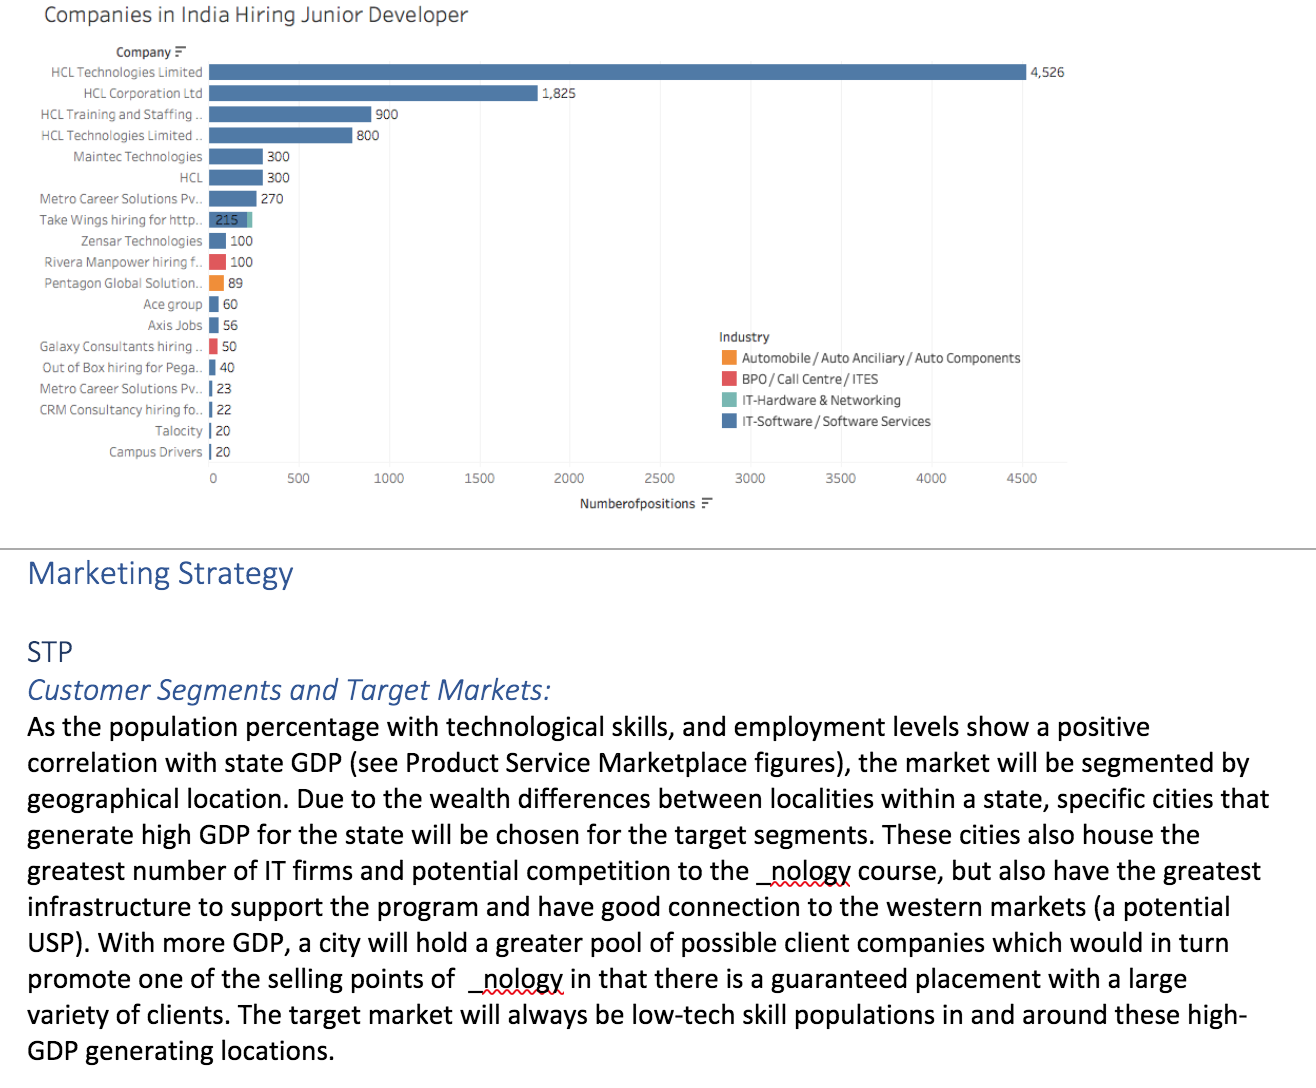 Companies in India Hiring Junior Developer
Company
HCL Technologies Limited 4,526
HCL Corporation Ltd 1,825
HCL Training and Staffing .. 900
HCL Technologies Limited .. 800
Maintec Technologies 300
HCL 300
Metro Career Solutions Pv.. 270
Take Wings hiring for http.. 215
Zensar Technologies 100
Rivera Manpower hiring f.. 100
Pentagon Global Solution.. 89
Ace group 60
Axis Jobs 56
Galaxy Consultants hiring .. 50
Out of Box hiring for Pega.. 40
Metro Career Solutions Pv.. 23
CRM Consultancy hiring fo.. 22
Talocity 20
Campus Drivers 20
Industry
Automobile / Auto Anciliary / Auto Components
BPO / Call Centre / ITES
IT-Hardware & Networking
IT-Software / Software Services
0 500 1000 1500 2000 2500 3000 3500 4000 4500
Numberofpositions
Marketing Strategy
STP
Customer Segments and Target Markets:
As the population percentage with technological skills, and employment levels show a positive
correlation with state GDP (see Product Service Marketplace figures), the market will be segmented by
geographical location. Due to the wealth differences between localities within a state, specific cities that
generate high GDP for the state will be chosen for the target segments. These cities also house the
greatest number of IT firms and potential competition to the _nology course, but also have the greatest
infrastructure to support the program and have good connection to the western markets (a potential
USP). With more GDP, a city will hold a greater pool of possible client companies which would in turn
promote one of the selling points of _nology in that there is a guaranteed placement with a large
variety of clients. The target market will always be low-tech skill populations in and around these high-
GDP generating locations.